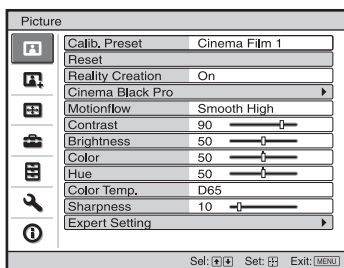 Picture
Calib. Preset Cinema Film 1
Reset
Reality Creation On
Cinema Black Pro
Motionflow Smooth High
Contrast 90
Brightness 50
Color 50
Hue 50
Color Temp. D65
Sharpness 10
Expert Setting
Sel: Set: Exit: MENU